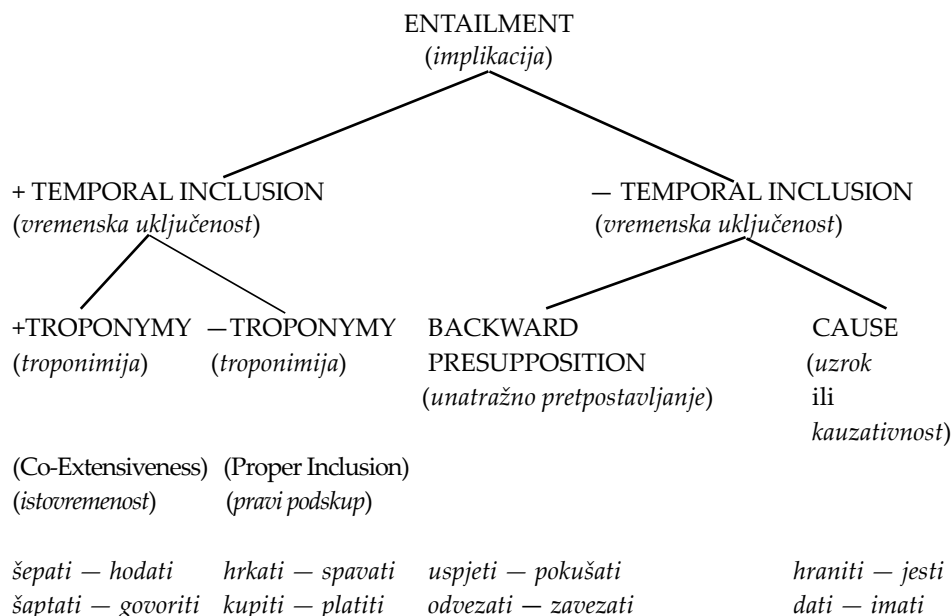 ENTAILMENT
(implikacija)
+ TEMPORAL INCLUSION — TEMPORAL INCLUSION
(vremenska uključenost) (vremenska uključenost)
+TROPONYMY —TROPONYMY BACKWARD CAUSE
(troponimija) (troponimija) PRESUPPOSITION (uzrok
(unatražno pretpostavljanje) ili
kauzativnost)
(Co-Extensiveness) (Proper Inclusion)
(istovremenost) (pravi podskup)
šepati — hodati hrkati — spavati uspjeti — pokušati hraniti — jesti
šaptati — govoriti kupiti — platiti odvezati — zavezati dati — imati